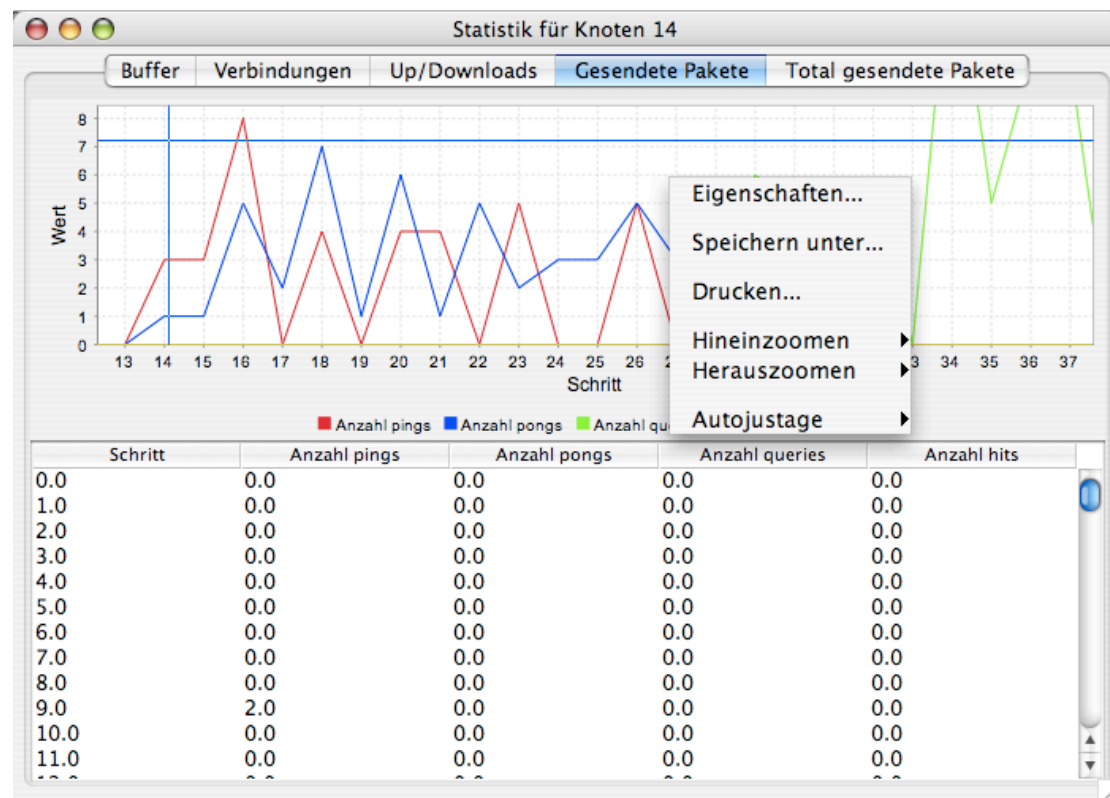 Statistik für Knoten 14
Buffer Verbindungen Up/Downloads Gesendete Pakete Total gesendete Pakete
8
7
6
5
4
3
2
1
0
Wert
13 14 15 16 17 18 19 20 21 22 23 24 25 26 34 35 36 37
Schritt
Anzahl pings Anzahl pongs Anzahl
Eigenschaften...
Speichern unter...
Drucken...
Hineinzoomen
Herauszoomen
Autojustage
Schritt Anzahl pings Anzahl pongs Anzahl queries Anzahl hits
0.0 0.0 0.0 0.0 0.0
1.0 0.0 0.0 0.0 0.0
2.0 0.0 0.0 0.0 0.0
3.0 0.0 0.0 0.0 0.0
4.0 0.0 0.0 0.0 0.0
5.0 0.0 0.0 0.0 0.0
6.0 0.0 0.0 0.0 0.0
7.0 0.0 0.0 0.0 0.0
8.0 0.0 0.0 0.0 0.0
9.0 2.0 0.0 0.0 0.0
10.0 0.0 0.0 0.0 0.0
11.0 0.0 0.0 0.0 0.0